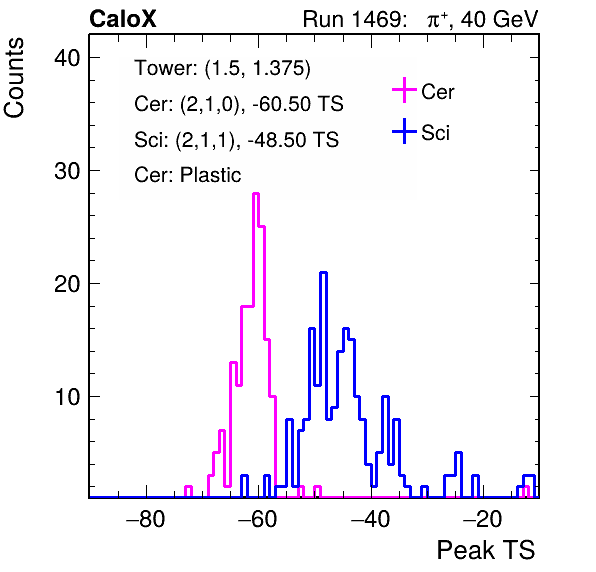 CaloX Run 1469: π⁺, 40 GeV
Counts
40
30
20
10
Tower: (1.5, 1.375)
Cer: (2,1,0), -60.50 TS
Sci: (2,1,1), -48.50 TS
Cer: Plastic
Cer
Sci
−80 −60 −40 −20
Peak TS